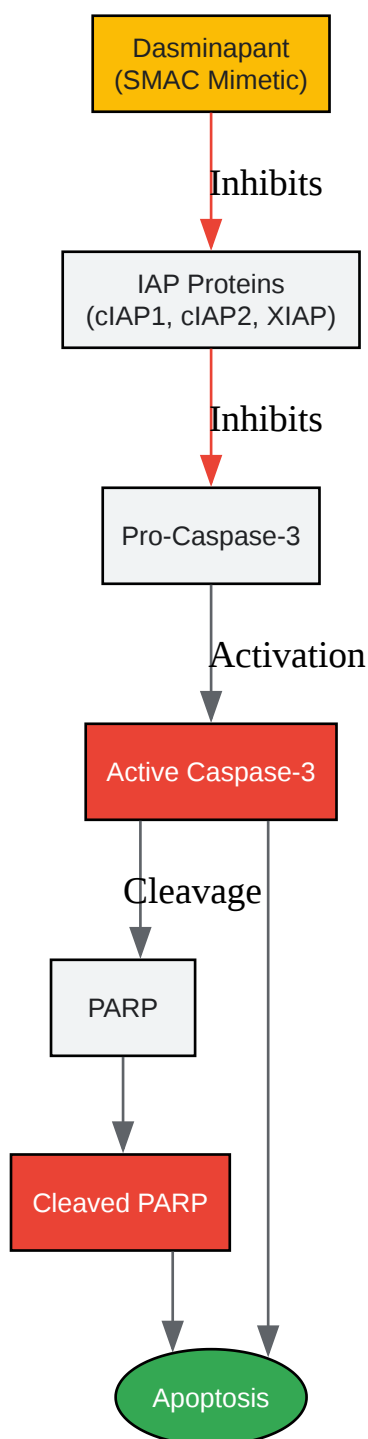 Dasminapant
(SMAC Mimetic)
Inhibits
IAP Proteins
(cIAP1, cIAP2, XIAP)
Inhibits
Pro-Caspase-3
Activation
Active Caspase-3
Cleavage
PARP
Cleaved PARP
Apoptosis